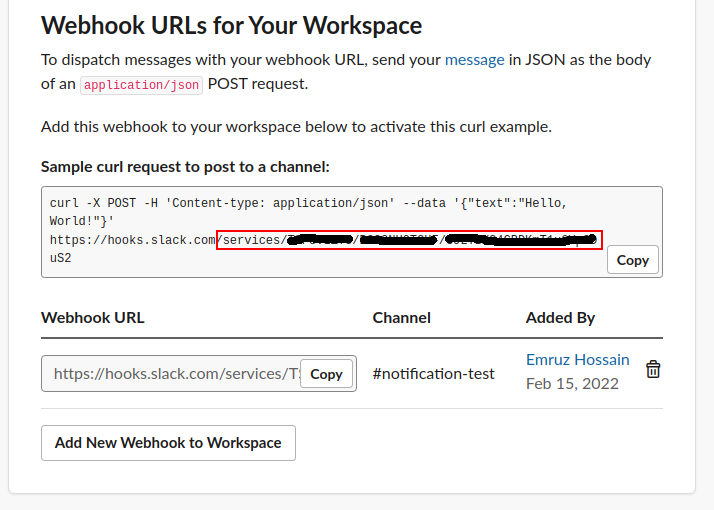 Webhook URLs for Your Workspace
To dispatch messages with your webhook URL, send your message in JSON as the body
of an application/json POST request.
Add this webhook to your workspace below to activate this curl example.
Sample curl request to post to a channel:
curl -X POST -H 'Content-type: application/json' --data '{"text":"Hello,
World!"}'
https://hooks.slack.com/services/
uS2
Copy
Webhook URL Channel Added By
https://hooks.slack.com/services/TS Copy #notification-test Emruz Hossain
Feb 15, 2022
Add New Webhook to Workspace